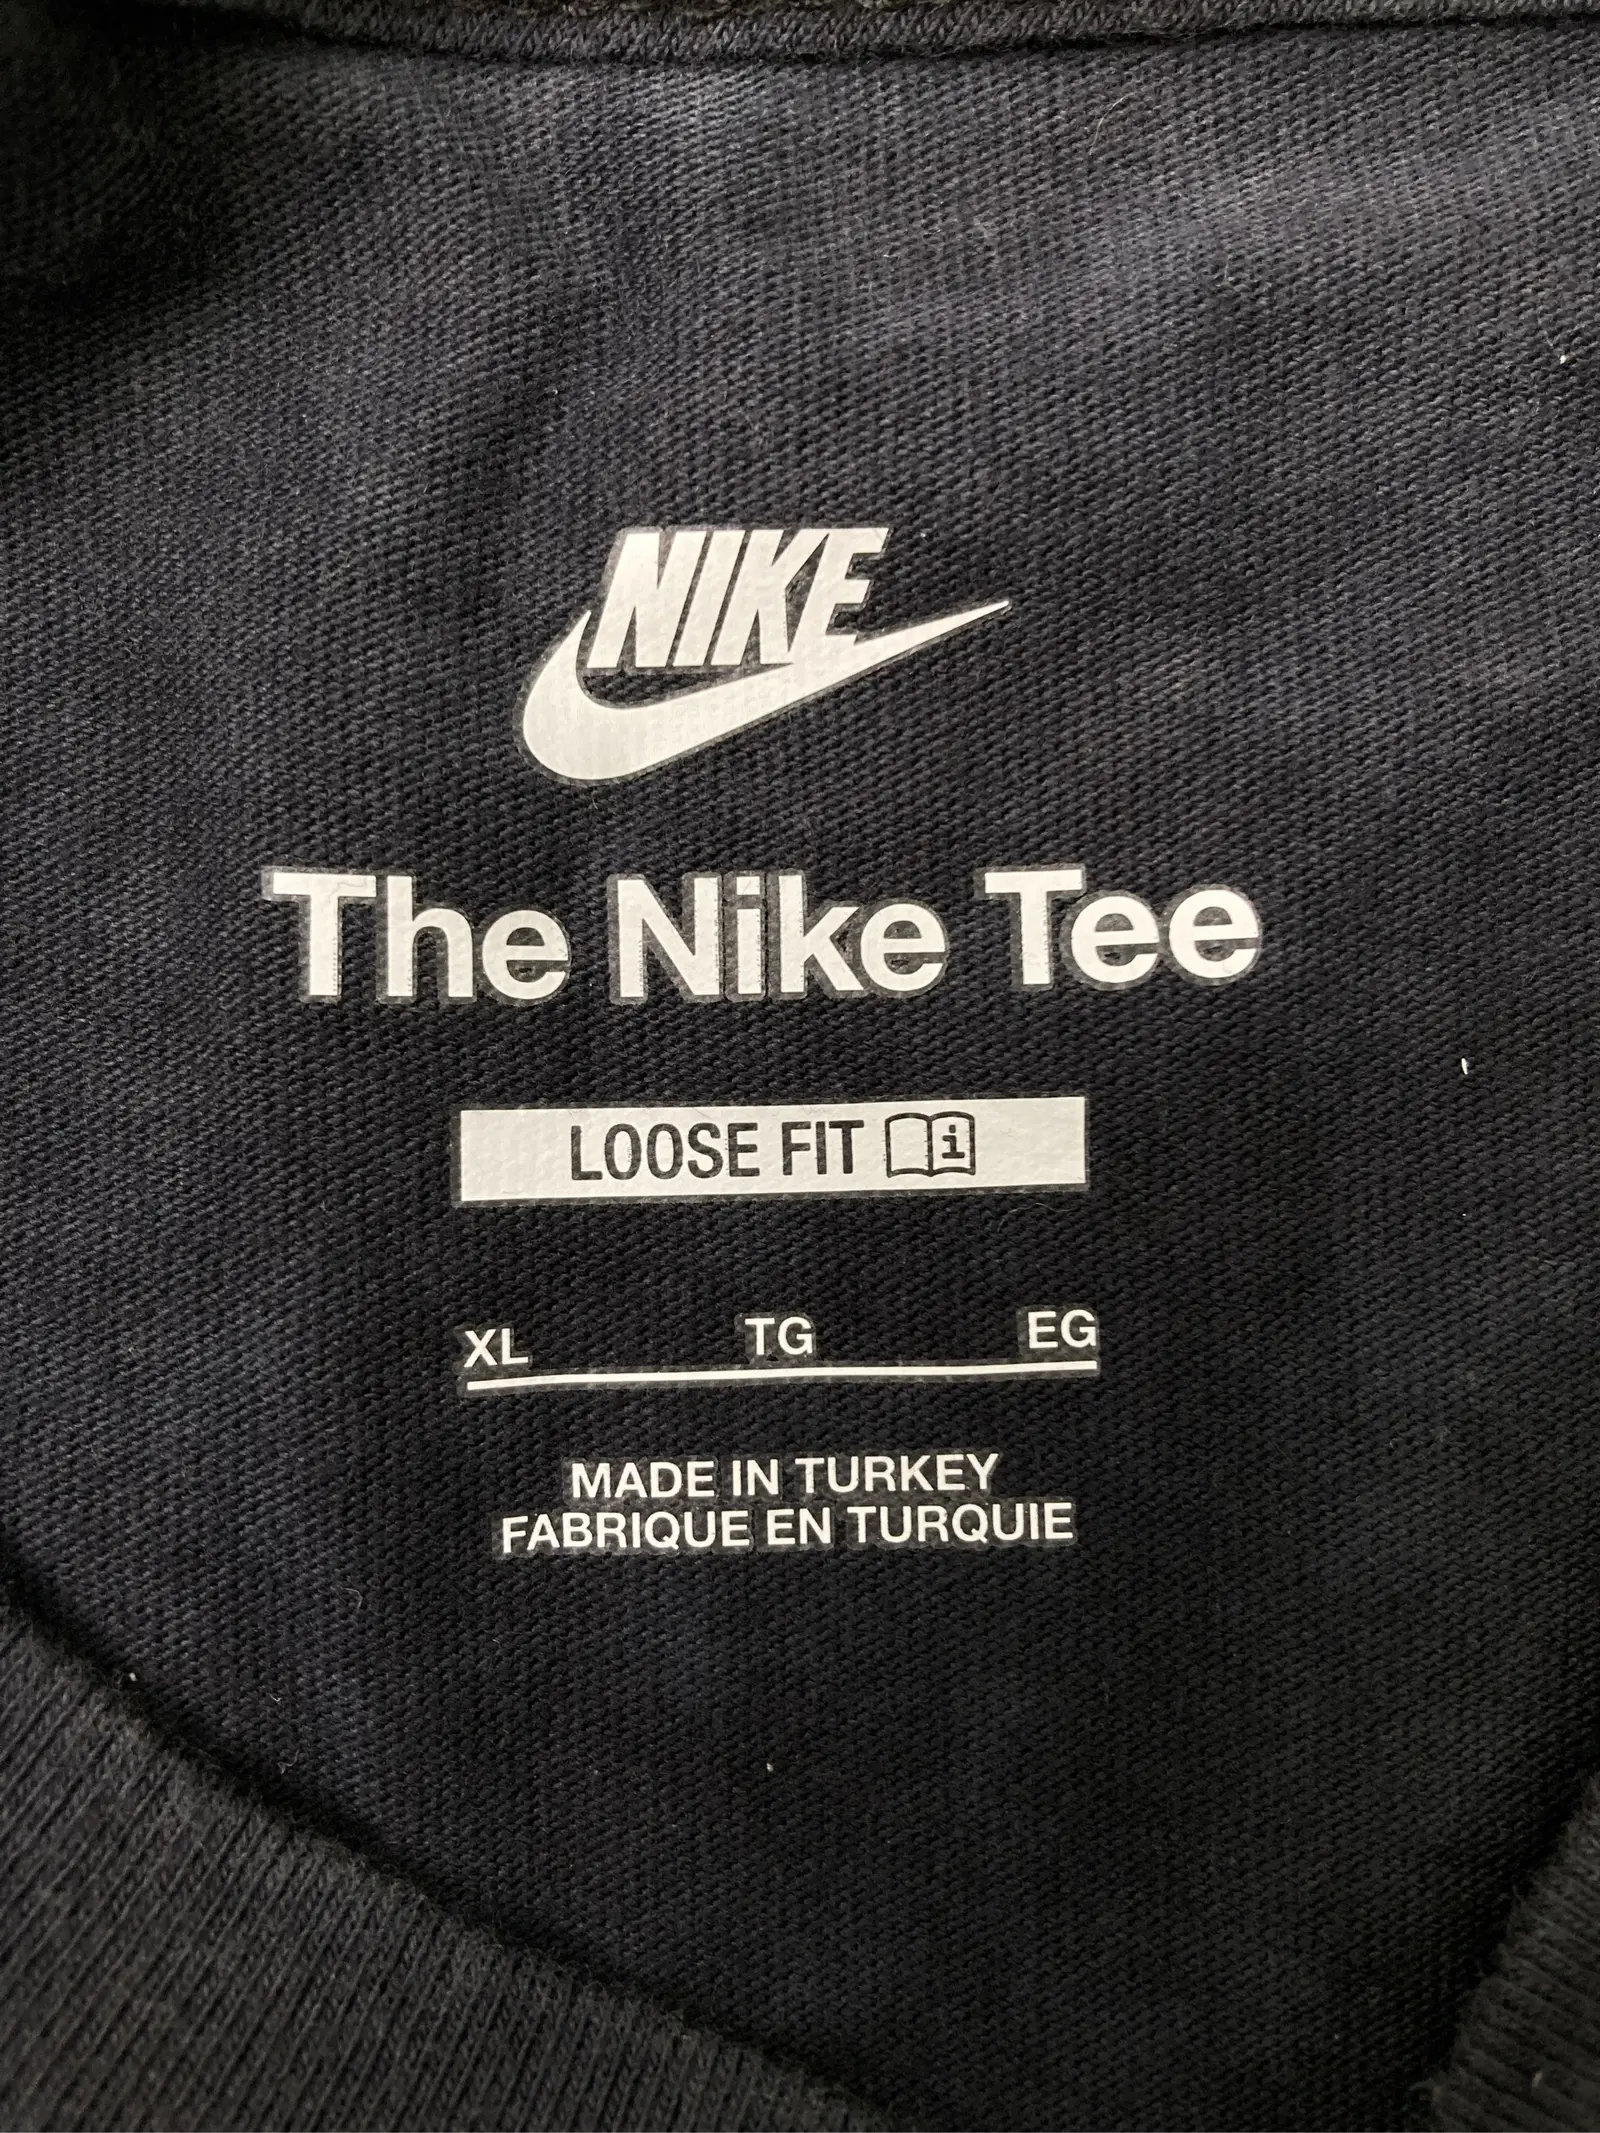 NIKE
The Nike Tee
LOOSE FIT i
XL TG EG
MADE IN TURKEY
FABRIQUE EN TURQUIE